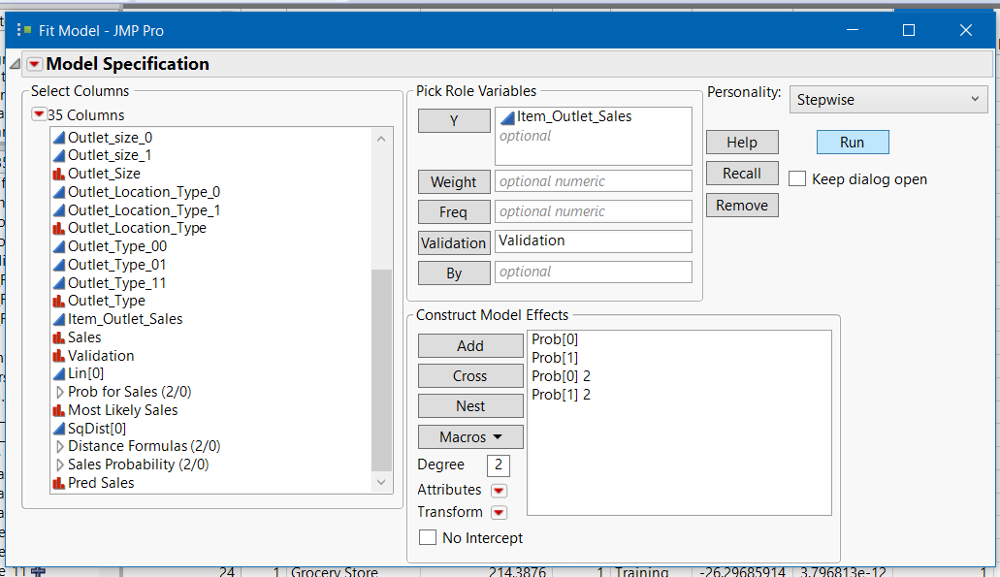 Fit Model - JMP Pro
Model Specification
Select Columns
35 Columns
Outlet_size_0
Outlet_size_1
Outlet_Size
Outlet_Location_Type_0
Outlet_Location_Type_1
Outlet_Location_Type
Outlet_Type_00
Outlet_Type_01
Outlet_Type_11
Outlet_Type
Item_Outlet_Sales
Sales
Validation
Lin[0]
Prob for Sales (2/0)
Most Likely Sales
SqDist[0]
Distance Formulas (2/0)
Sales Probability (2/0)
Pred Sales
Pick Role Variables
Y
Item_Outlet_Sales
optional
Weight
optional numeric
Freq
optional numeric
Validation
Validation
By
optional
Personality:
Stepwise
Help
Run
Recall
Keep dialog open
Remove
Construct Model Effects
Add
Cross
Nest
Macros
Degree
2
Attributes
Transform
No Intercept
Prob[0]
Prob[1]
Prob[0] 2
Prob[1] 2
11
24
1
Grocery Store
214.3876
1
Training
-26.29685914
3.796813e-12
1